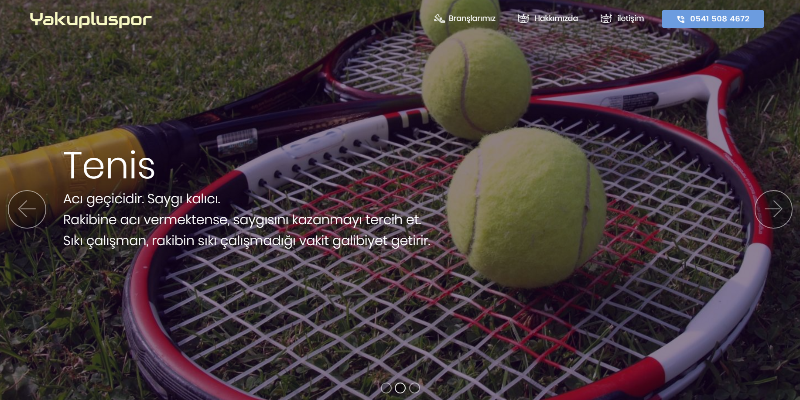 Yakupluspor
Branşlarımız
Hakkımızda
İletişim
0541 508 4672
Tenis
Acı geçicidir. Saygı kalıcı.
Rakibine acı vermektense, saygısını kazanmayı tercih et.
Sıkı çalışman, rakibin sıkı çalışmadığı vakit galibiyet getirir.